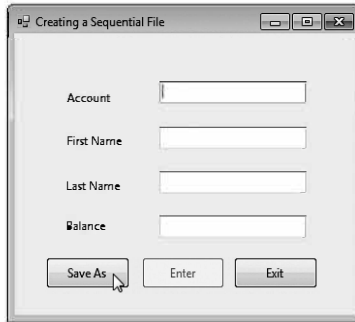 Creating a Sequential File
Account
First Name
Last Name
Balance
Save As Enter Exit